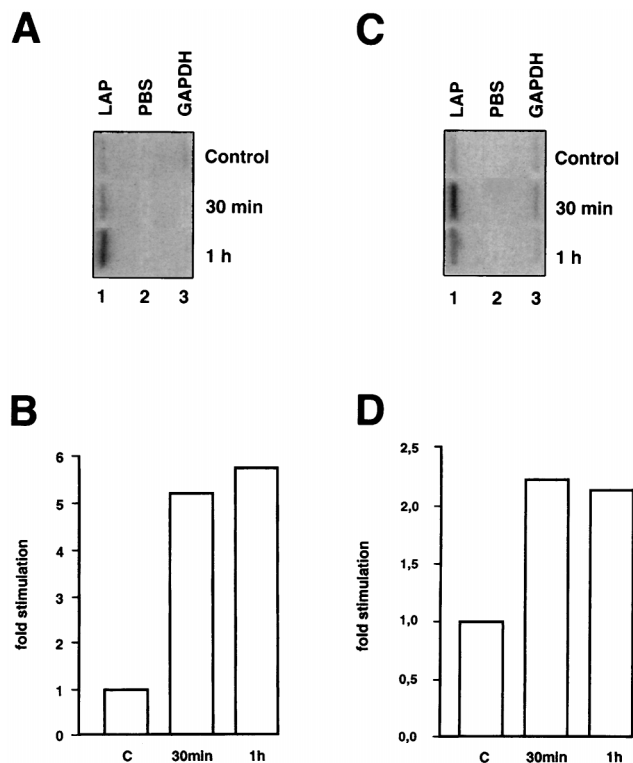 A
LAP PBS GAPDH
Control
30 min
1 h
1 2 3
C
LAP PBS GAPDH
Control
30 min
1 h
1 2 3
B
fold stimulation
6
5
4
3
2
1
0
C 30min 1h
D
fold stimulation
2,5
2,0
1,5
1,0
0,5
0,0
C 30min 1h